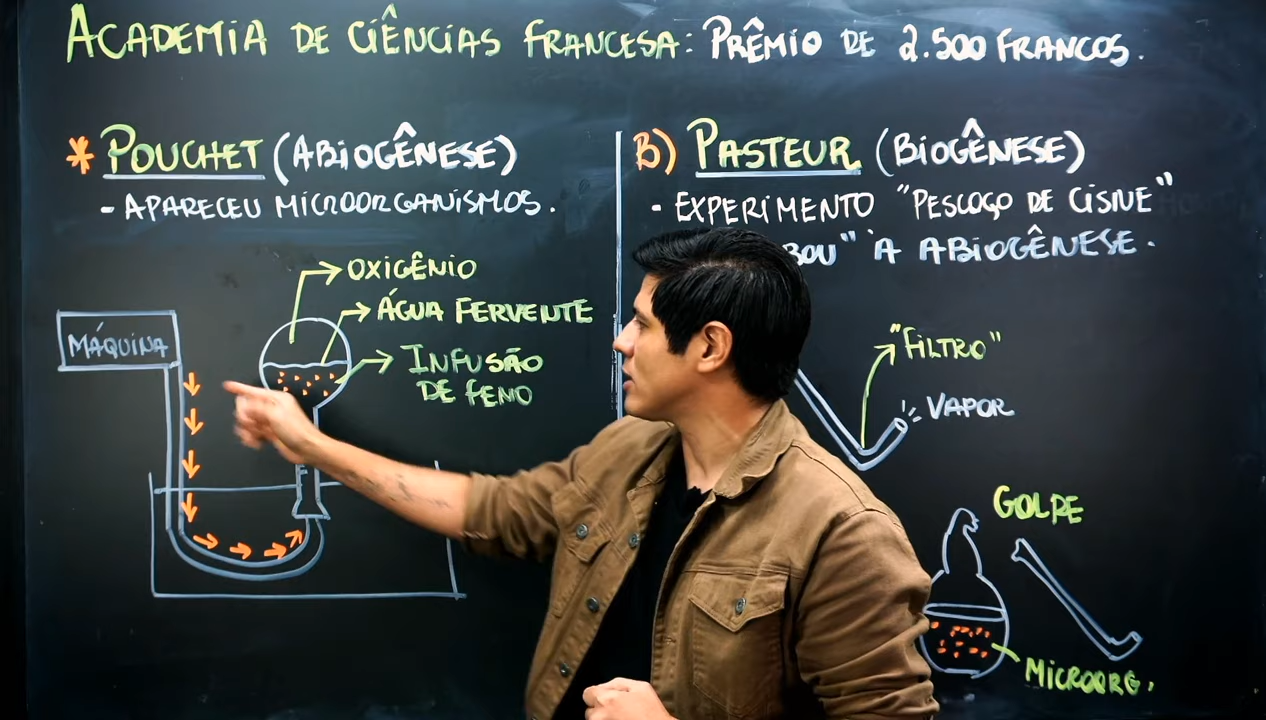 ACADEMIA DE CIÊNCIAS FRANCESA: PRÊMIO DE 2.500 FRANCOS.
* POUCHET (ABIOGÊNESE)
- APARECEU MICROORGANISMOS.
OXIGÊNIO
ÁGUA FERVENTE
INFUSÃO
DE FENO
MÁQUINA
B) PASTEUR (BIOGÊNESE)
- EXPERIMENTO "PESCOÇO DE CISNE"
BOU" À ABIOGÊNESE.
"FILTRO"
VAPOR
GOLPE
MICROORG.